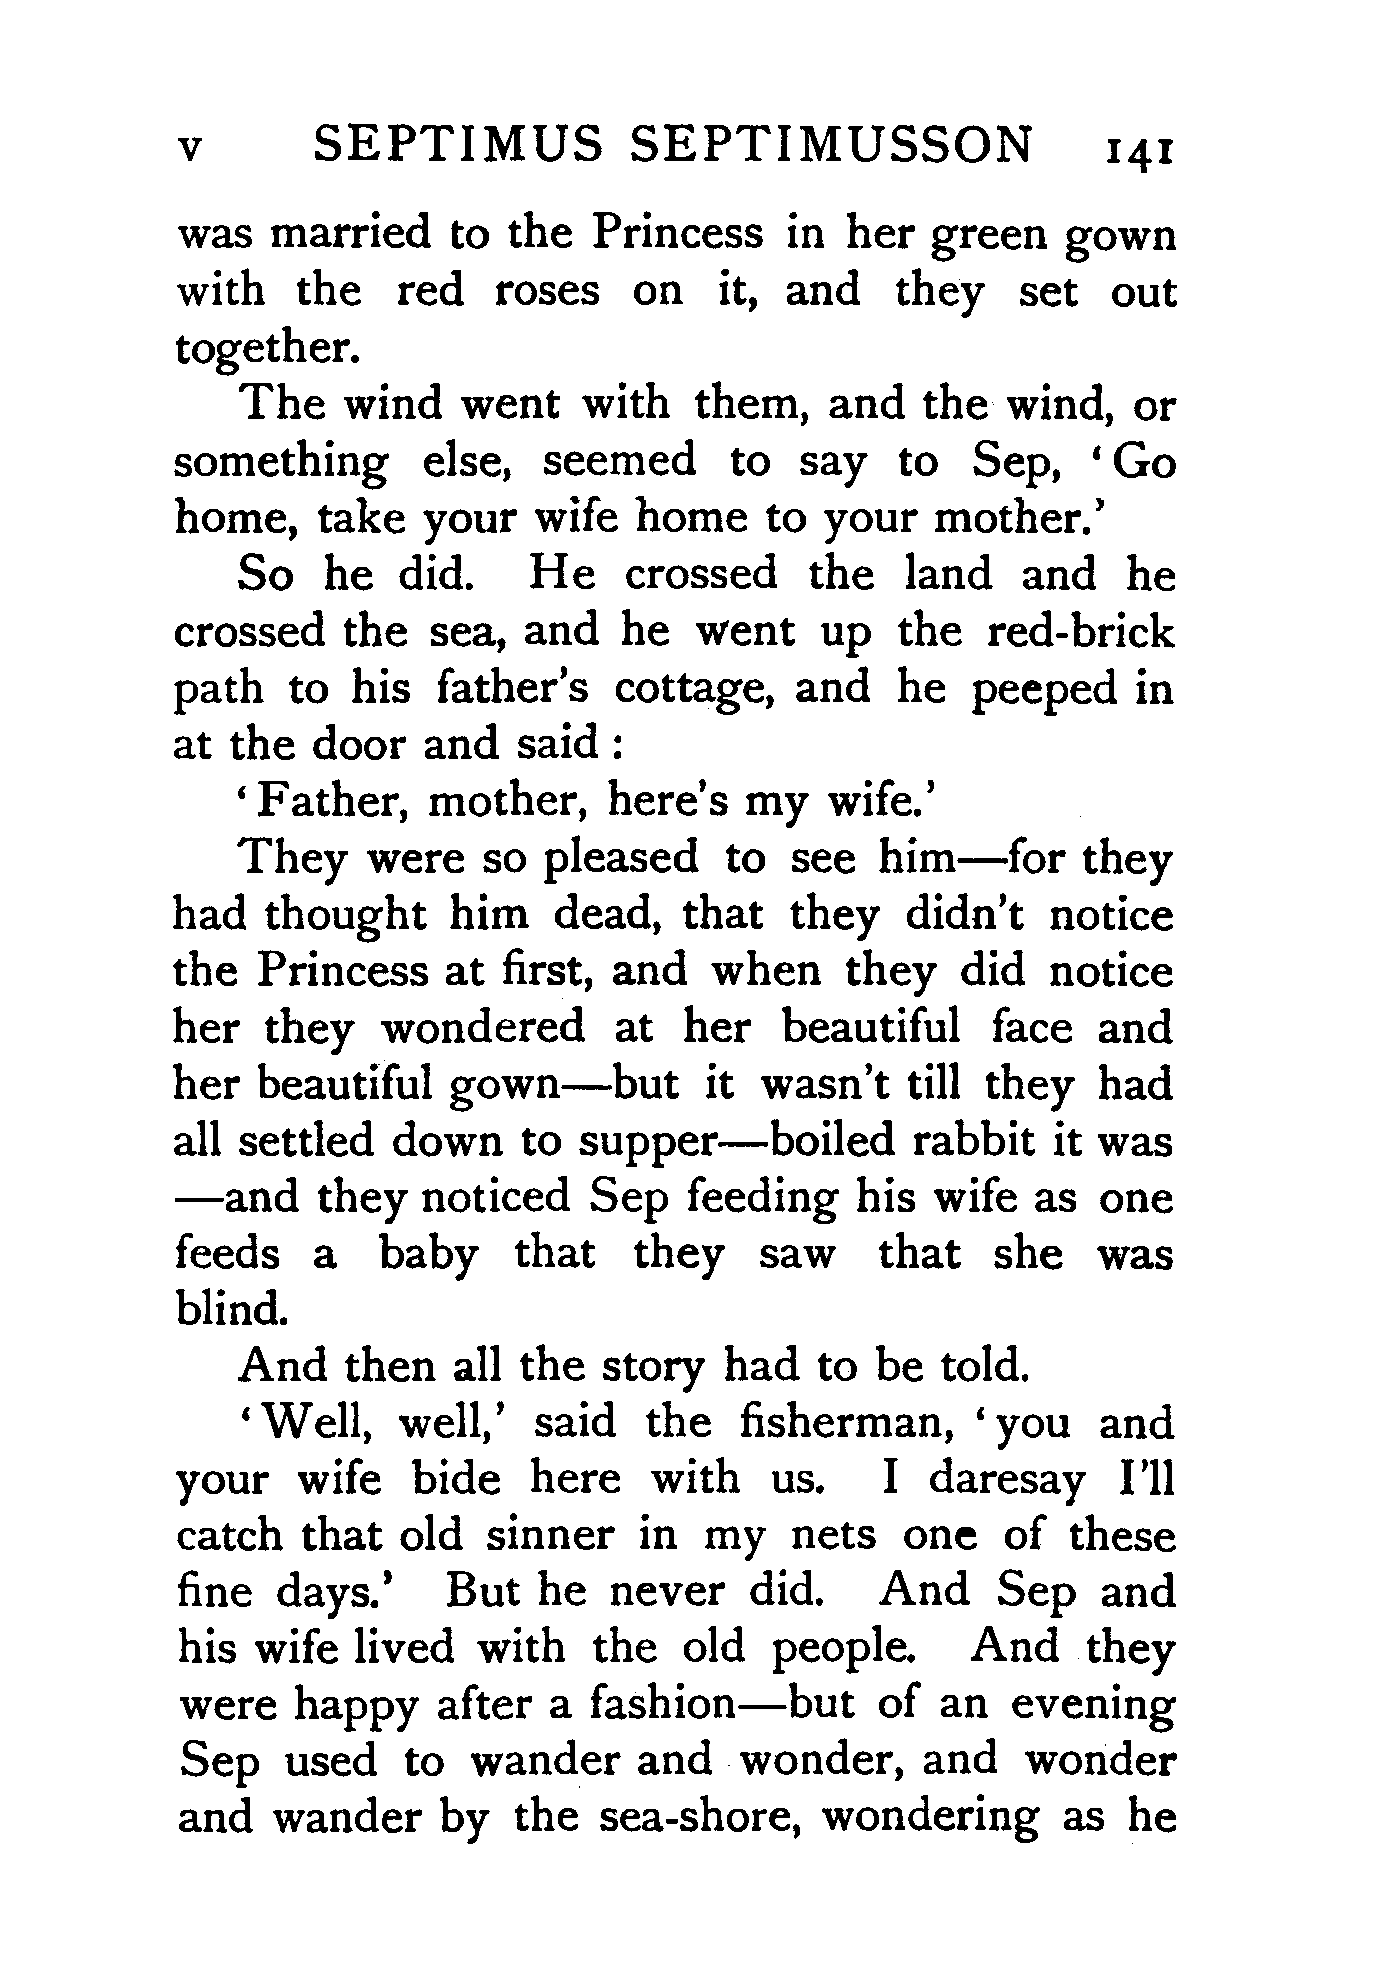 v SEPTIMUS SEPTIMUSSON 141
was married to the Princess in her green gown
with the red roses on it, and they set out
together.
The wind went with them, and the wind, or
something else, seemed to say to Sep, ‘Go
home, take your wife home to your mother.’
So he did. He crossed the land and he
crossed the sea, and he went up the red-brick
path to his father’s cottage, and he peeped in
at the door and said :
‘Father, mother, here’s my wife.’
They were so pleased to see him—for they
had thought him dead, that they didn’t notice
the Princess at first, and when they did notice
her they wondered at her beautiful face and
her beautiful gown—but it wasn’t till they had
all settled down to supper—boiled rabbit it was
—and they noticed Sep feeding his wife as one
feeds a baby that they saw that she was
blind.
And then all the story had to be told.
‘Well, well,’ said the fisherman, ‘you and
your wife bide here with us. I daresay I’ll
catch that old sinner in my nets one of these
fine days.’ But he never did. And Sep and
his wife lived with the old people. And they
were happy after a fashion—but of an evening
Sep used to wander and wonder, and wonder
and wander by the sea-shore, wondering as he